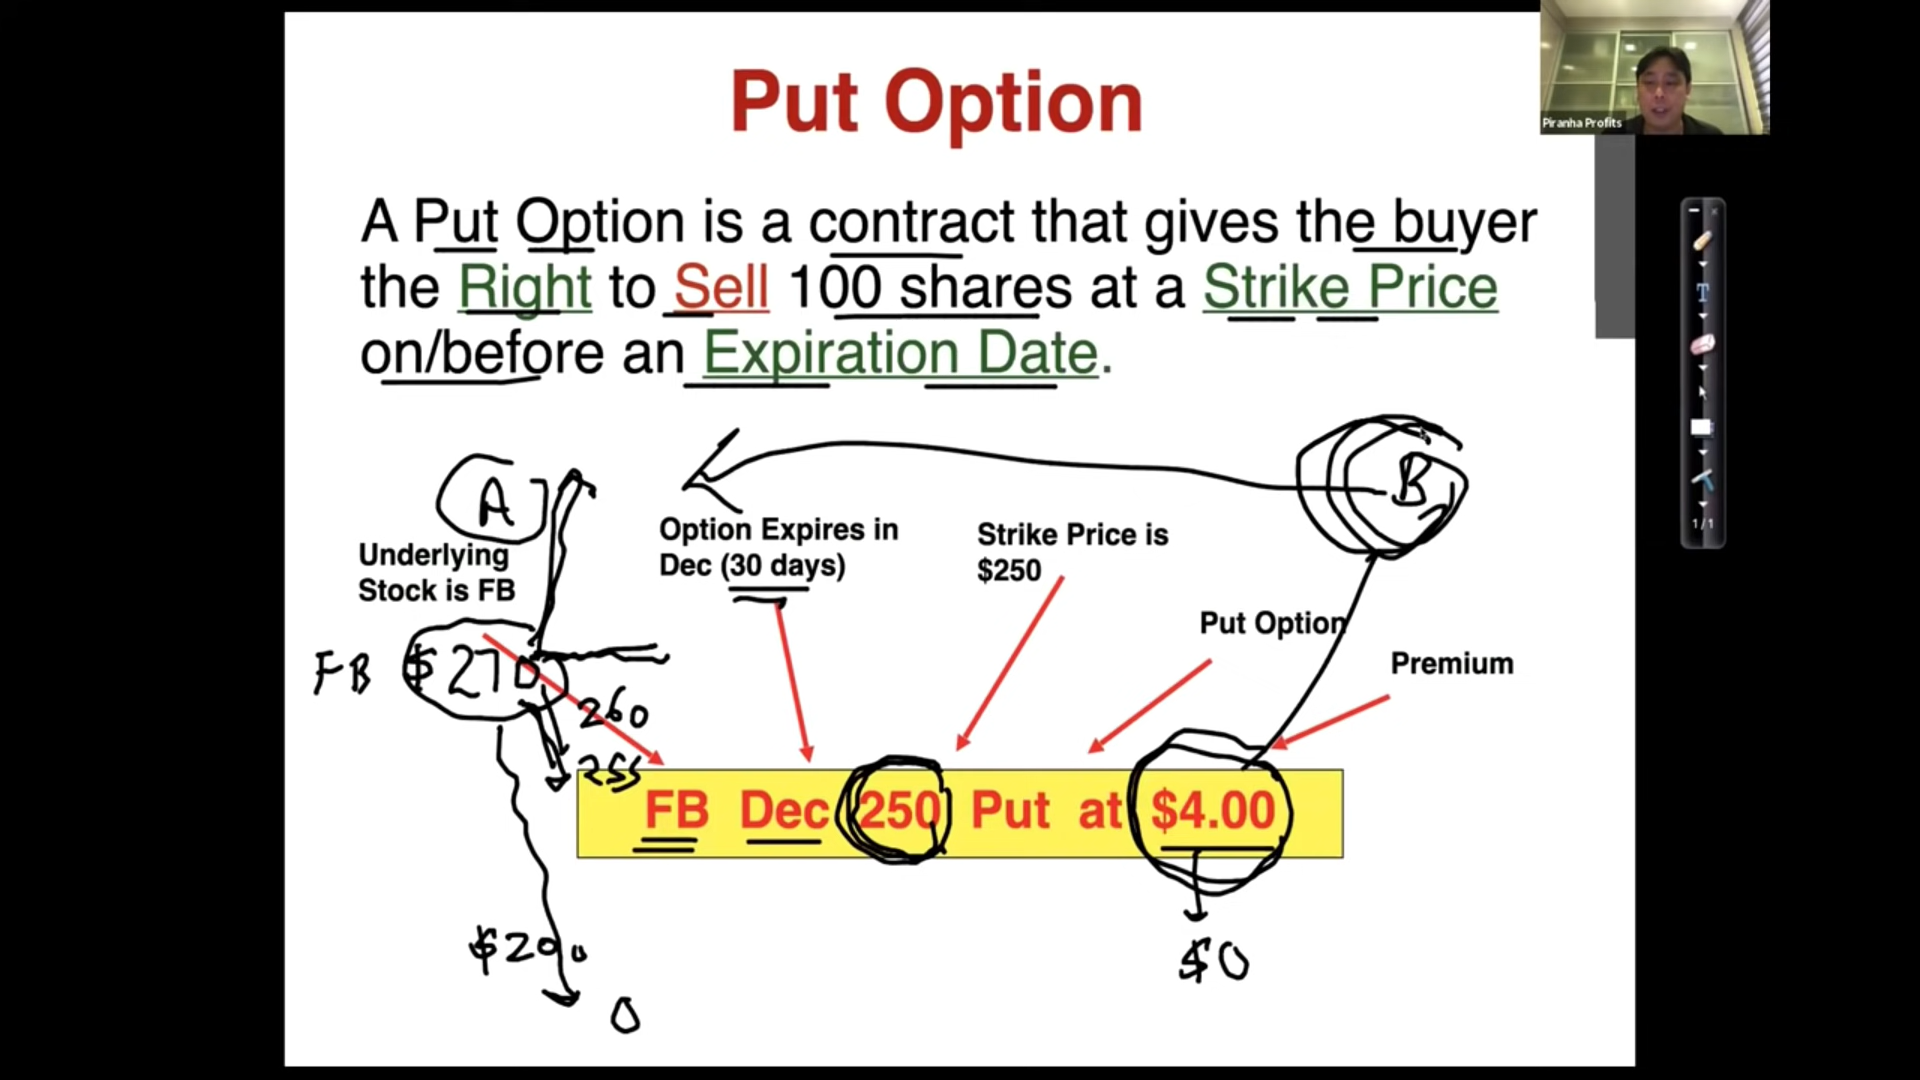 Put Option
Piranha Profits
A Put Option is a contract that gives the buyer
the Right to Sell 100 shares at a Strike Price
on/before an Expiration Date.
T
1/1
A
B
Underlying
Stock is FB
Option Expires in
Dec (30 days)
Strike Price is
$250
Put Option
Premium
FB $270
260
255
FB Dec 250 Put at $4.00
$200
0
$0